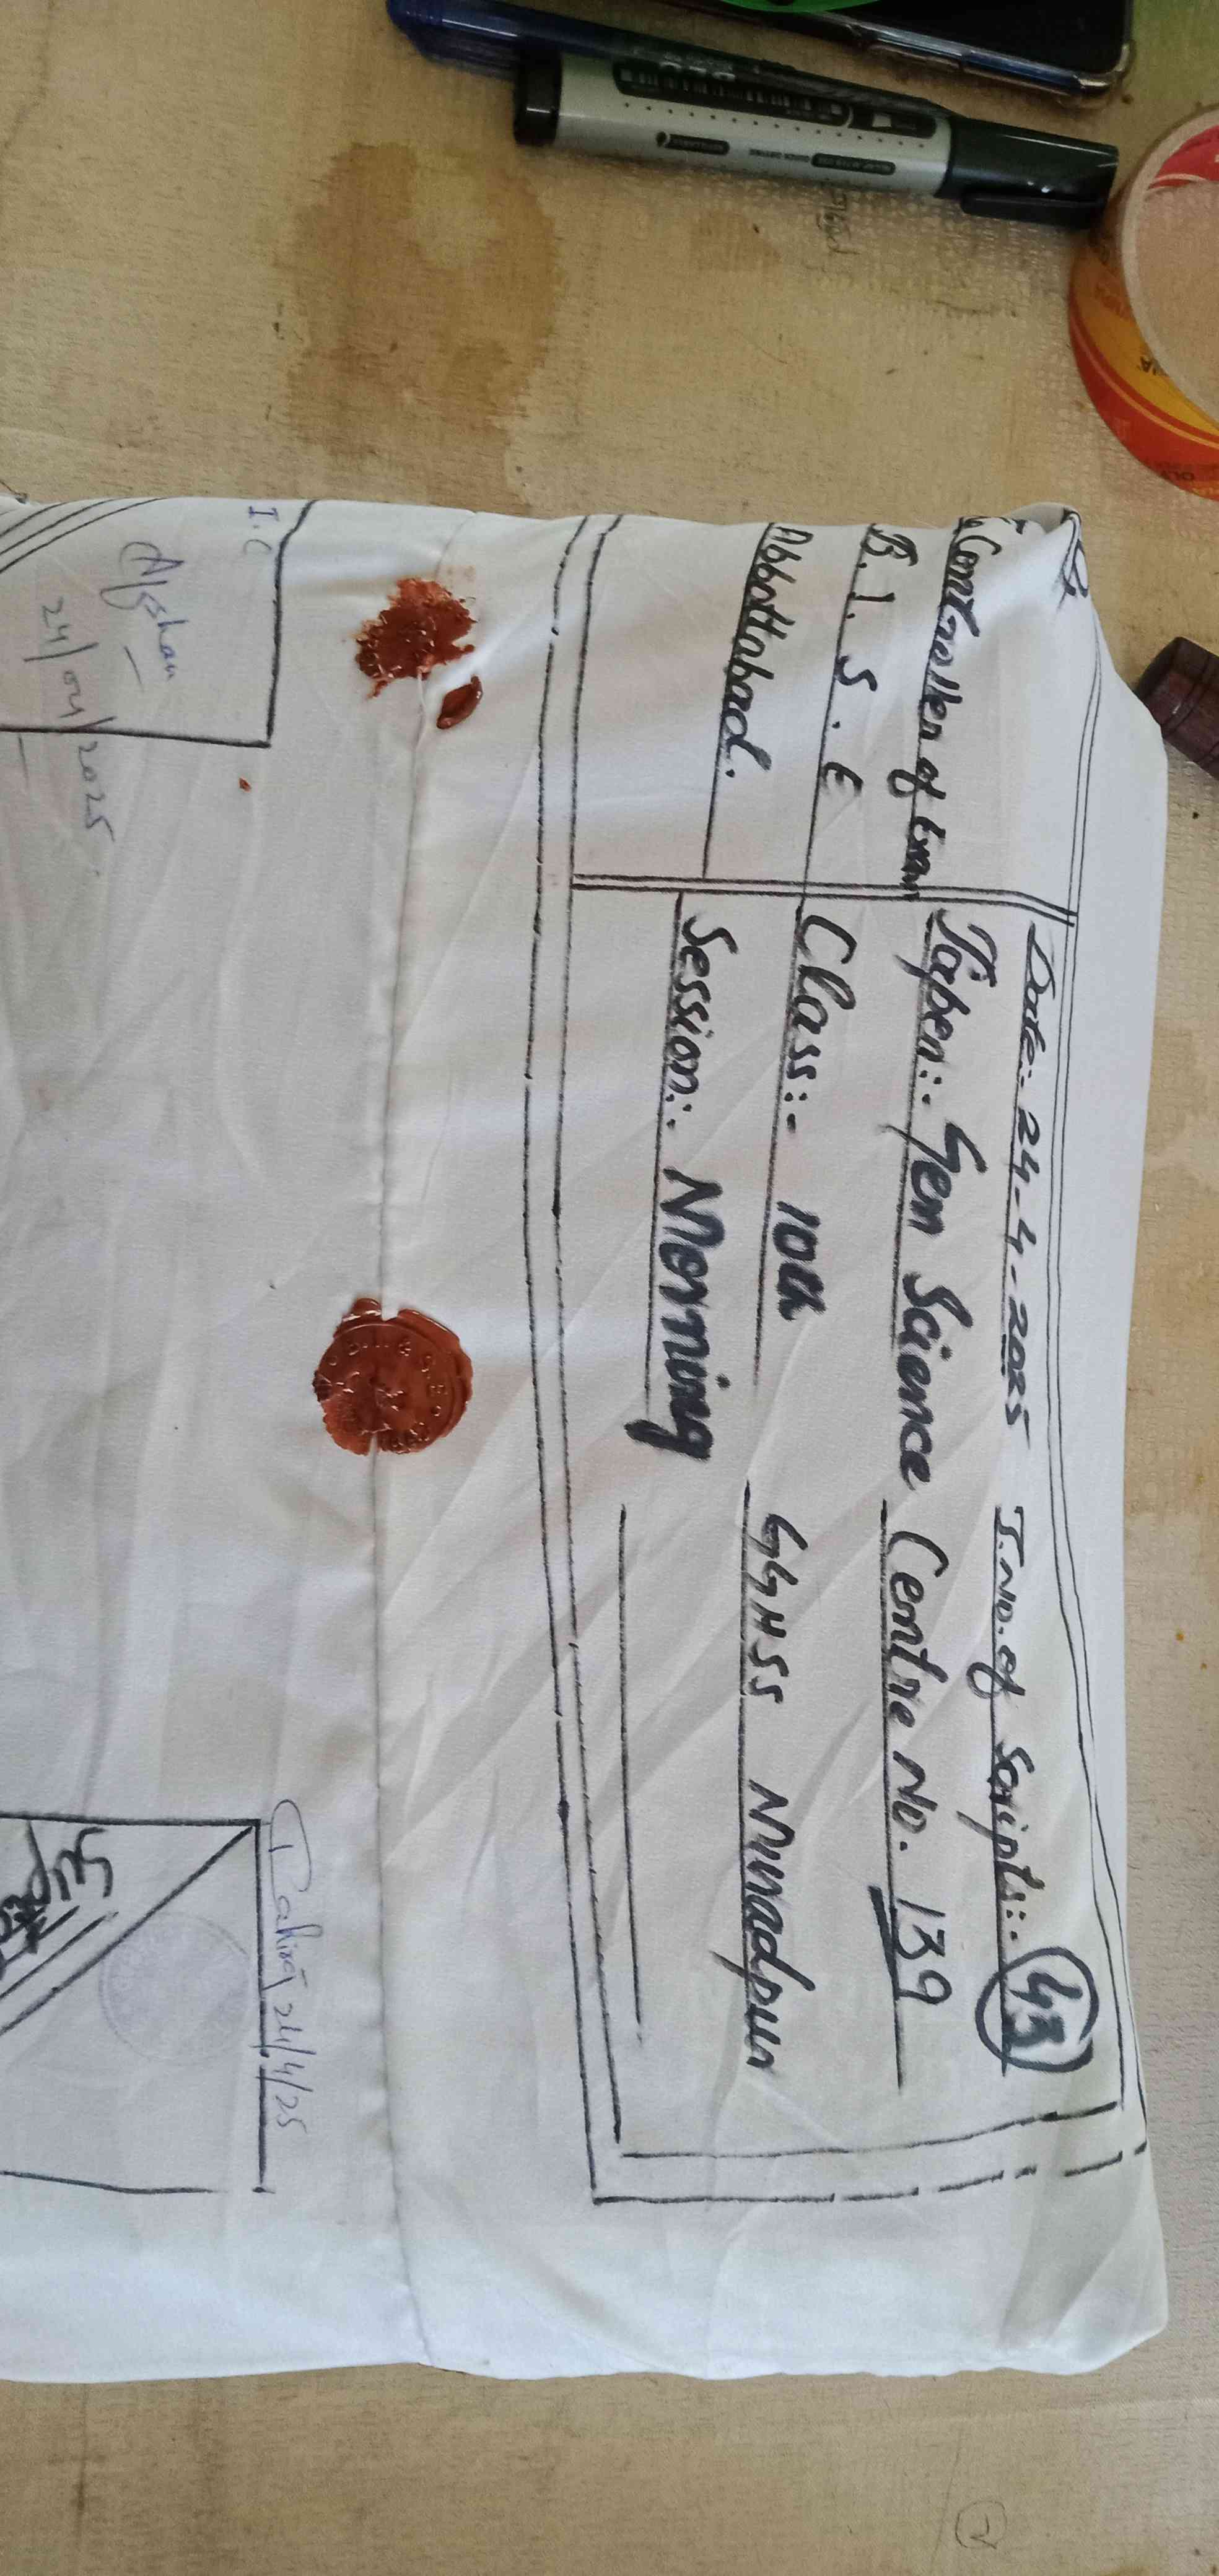 Controller of Exam
B. I. S. E
Abbottabad.
Date:- 24-4-2025 T.No. of Scripts:- 43
Paper:- Gen Science Centre No. 139
Class:- 10th GGHSS Muradpur
Session:- Morning
I.C
Afshan
24/04/2025.
24/4/25